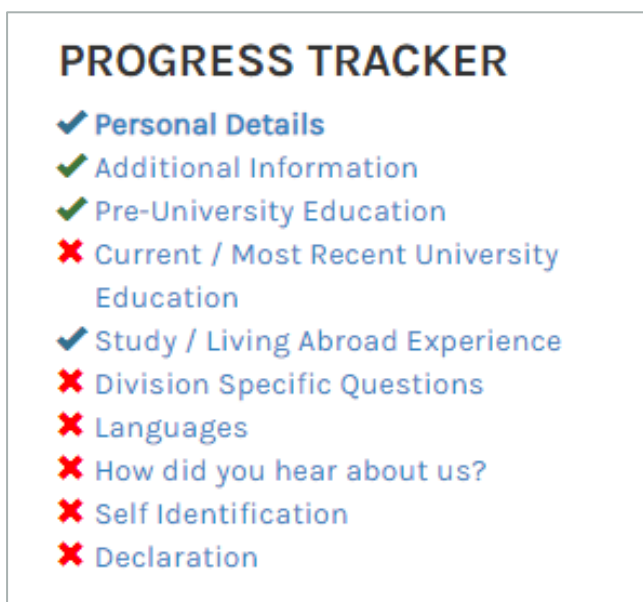 PROGRESS TRACKER
Personal Details
Additional Information
Pre-University Education
Current / Most Recent University
Education
Study / Living Abroad Experience
Division Specific Questions
Languages
How did you hear about us?
Self Identification
Declaration